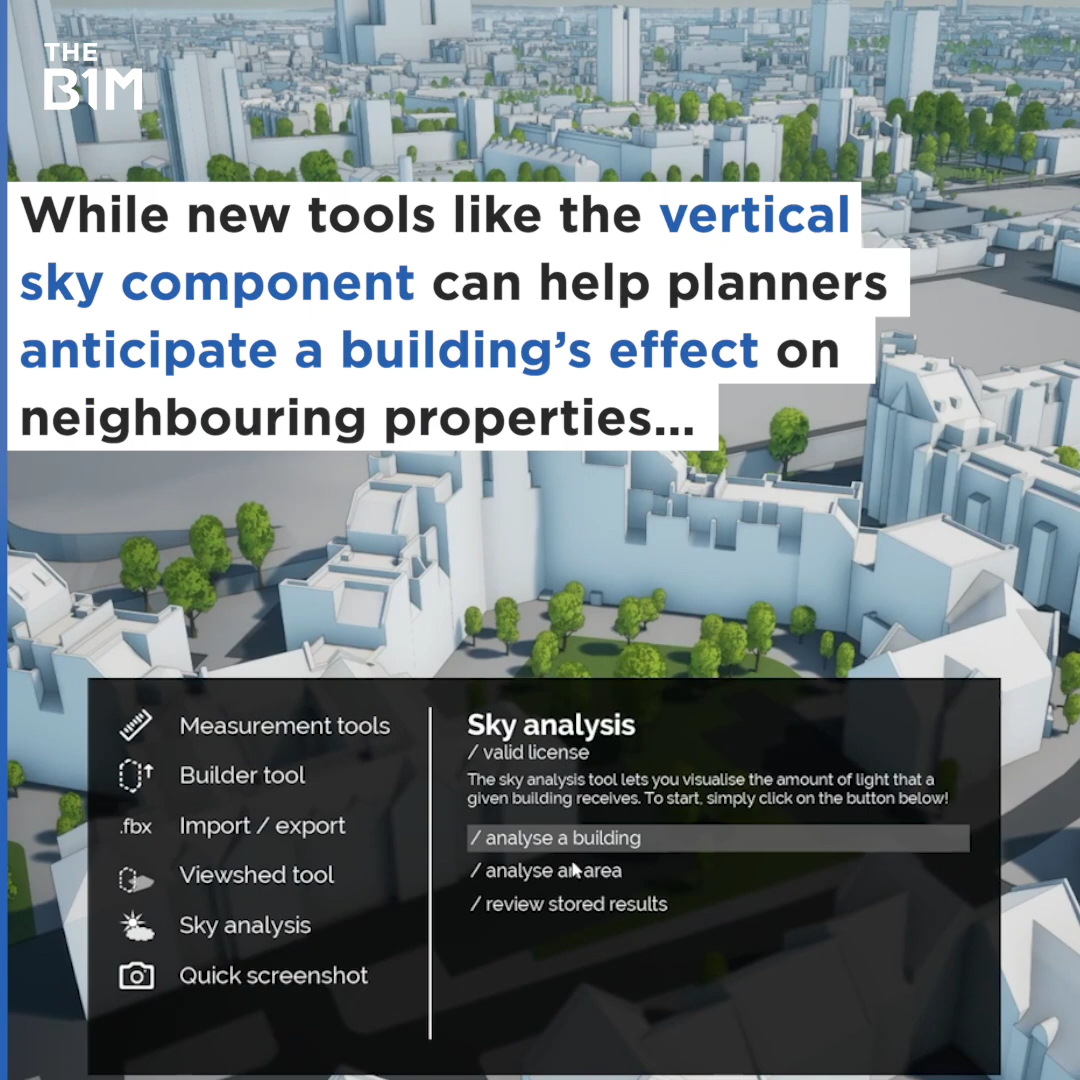 THE
B1M
While new tools like the vertical
sky component can help planners
anticipate a building’s effect on
neighbouring properties...
Measurement tools
Builder tool
.fbx Import / export
Viewshed tool
Sky analysis
Quick screenshot
Sky analysis
/ valid license
The sky analysis tool lets you visualise the amount of light that a
given building receives. To start, simply click on the button below!
/ analyse a building
/ analyse an area
/ review stored results